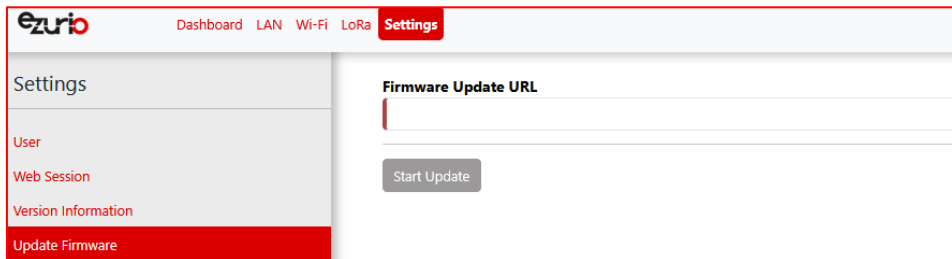 ezurio
Dashboard LAN Wi-Fi LoRa Settings
Settings
Firmware Update URL
User
Start Update
Web Session
Version Information
Update Firmware